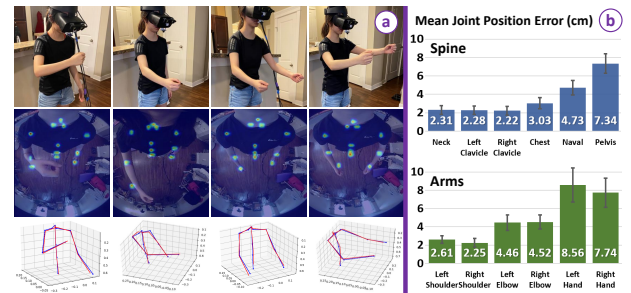 a
Mean Joint Position Error (cm)
b
Spine
10
8
6
4
2
0
2.31
2.28
2.22
3.03
4.73
7.34
Neck
Left Clavicle
Right Clavicle
Chest
Naval
Pelvis
Arms
10
8
6
4
2
0
2.61
2.25
4.46
4.52
8.56
7.74
Left Shoulder
Right Shoulder
Left Elbow
Right Elbow
Left Hand
Right Hand